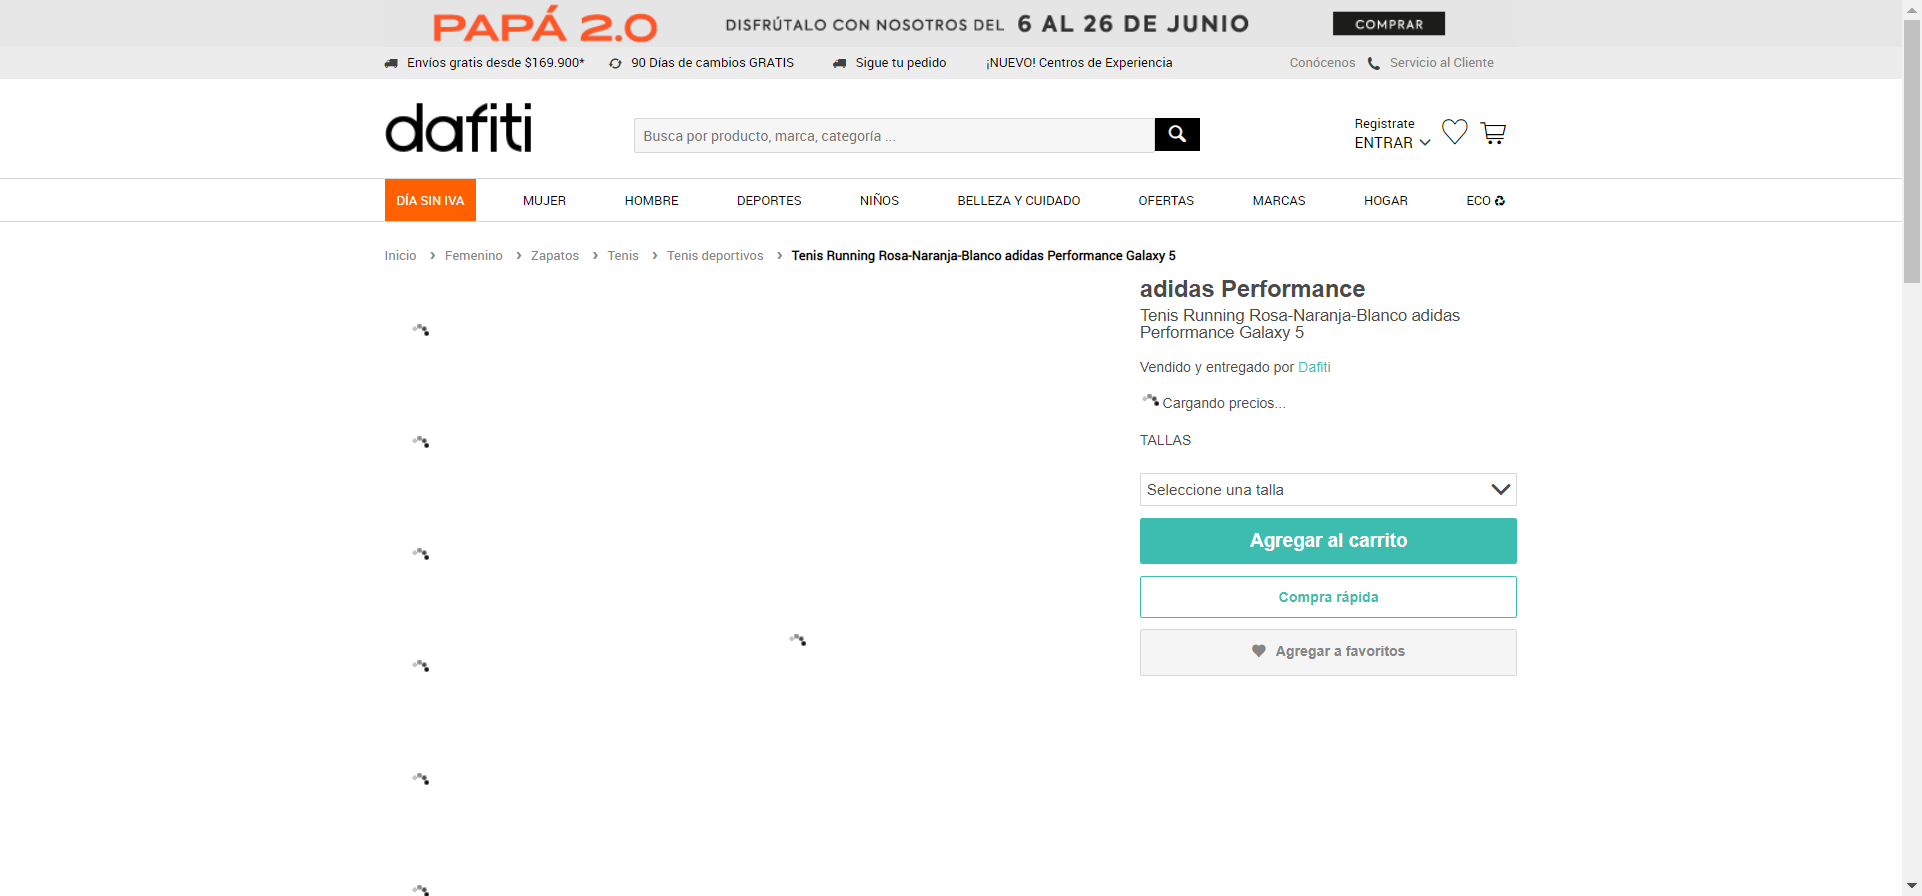 PAPÁ 2.0 DISFRÚTALO CON NOSOTROS DEL 6 AL 26 DE JUNIO COMPRAR
Envíos gratis desde $169.900* 90 Días de cambios GRATIS Sigue tu pedido ¡NUEVO! Centros de Experiencia Conócenos Servicio al Cliente
dafiti
Busca por producto, marca, categoría ...
Registrate
ENTRAR
DÍA SIN IVA MUJER HOMBRE DEPORTES NIÑOS BELLEZA Y CUIDADO OFERTAS MARCAS HOGAR ECO
Inicio › Femenino › Zapatos › Tenis › Tenis deportivos › Tenis Running Rosa-Naranja-Blanco adidas Performance Galaxy 5
adidas Performance
Tenis Running Rosa-Naranja-Blanco adidas
Performance Galaxy 5
Vendido y entregado por Dafiti
Cargando precios...
TALLAS
Seleccione una talla
Agregar al carrito
Compra rápida
Agregar a favoritos